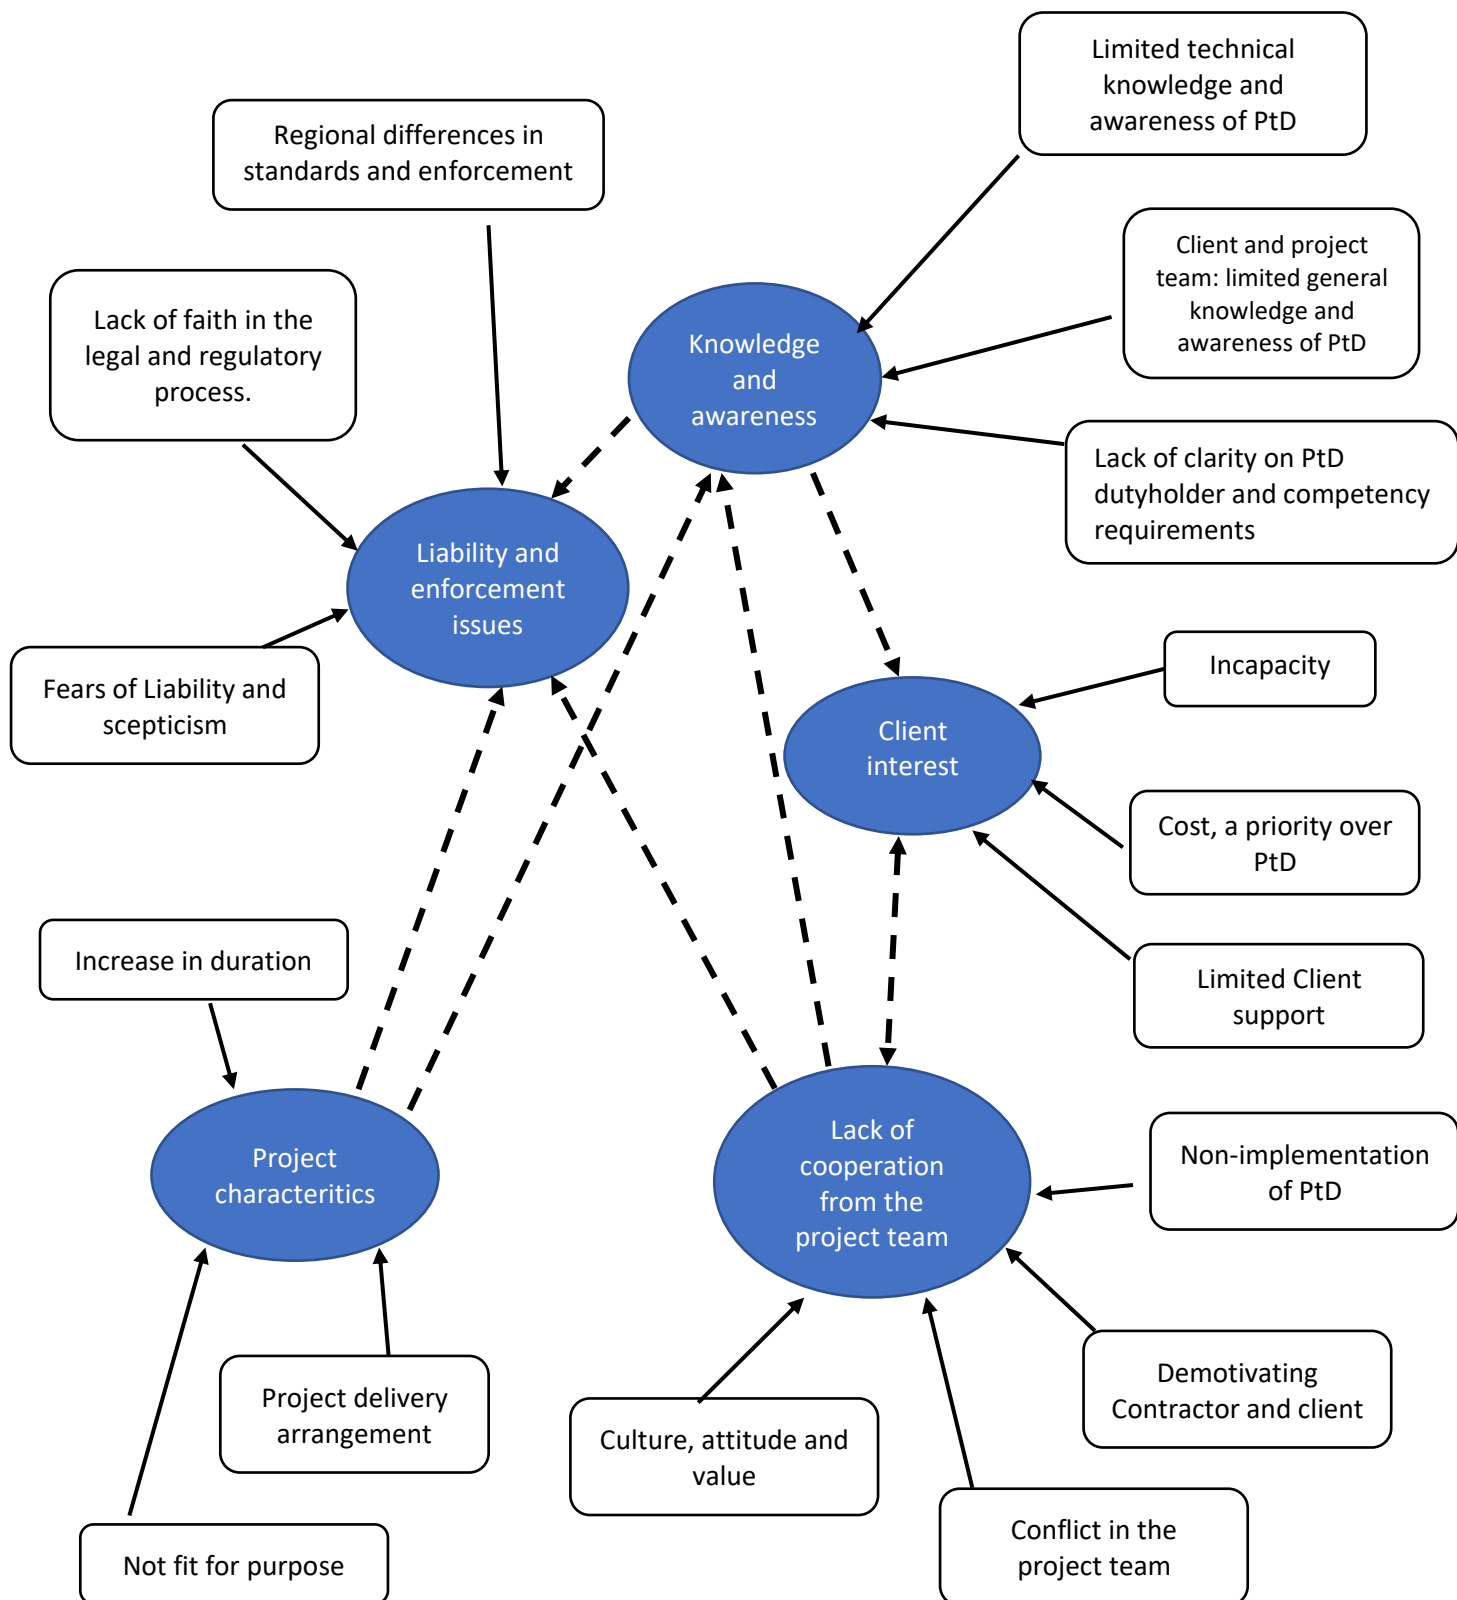 Limited technical
knowledge and
awareness of PtD
Regional differences in
standards and enforcement
Client and project
team: limited general
knowledge and
awareness of PtD
Lack of faith in the
legal and regulatory
process.
Knowledge
and
awareness
Lack of clarity on PtD
dutyholder and competency
requirements
Liability and
enforcement
issues
Fears of Liability and
scepticism
Incapacity
Client
interest
Cost, a priority over
PtD
Increase in duration
Limited Client
support
Project
characteritics
Lack of
cooperation
from the
project team
Non-implementation
of PtD
Project delivery
arrangement
Demotivating
Contractor and client
Culture, attitude and
value
Not fit for purpose
Conflict in the
project team